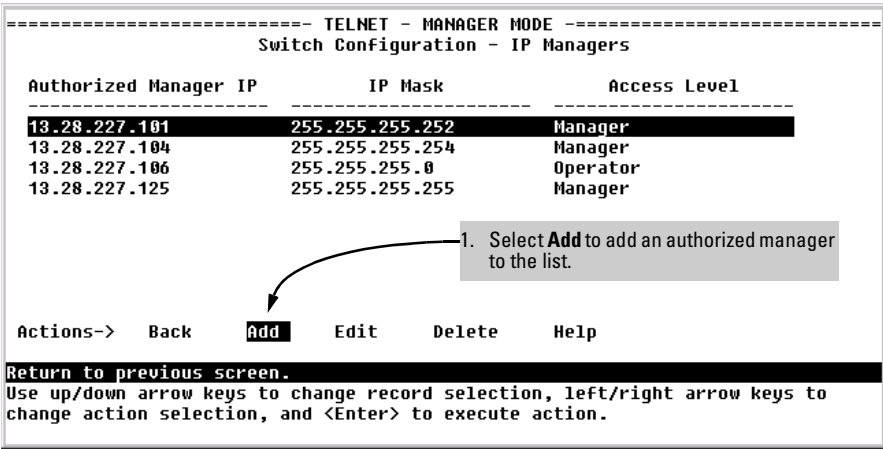 =============================- TELNET - MANAGER MODE -=============================
Switch Configuration - IP Managers
Authorized Manager IP IP Mask Access Level
----------------------- ----------------------- -----------------------
13.28.227.101 255.255.255.252 Manager
13.28.227.104 255.255.255.254 Manager
13.28.227.106 255.255.255.0 Operator
13.28.227.125 255.255.255.255 Manager
1. Select Add to add an authorized manager
to the list.
Actions-> Back Add Edit Delete Help
Return to previous screen.
Use up/down arrow keys to change record selection, left/right arrow keys to
change action selection, and <Enter> to execute action.